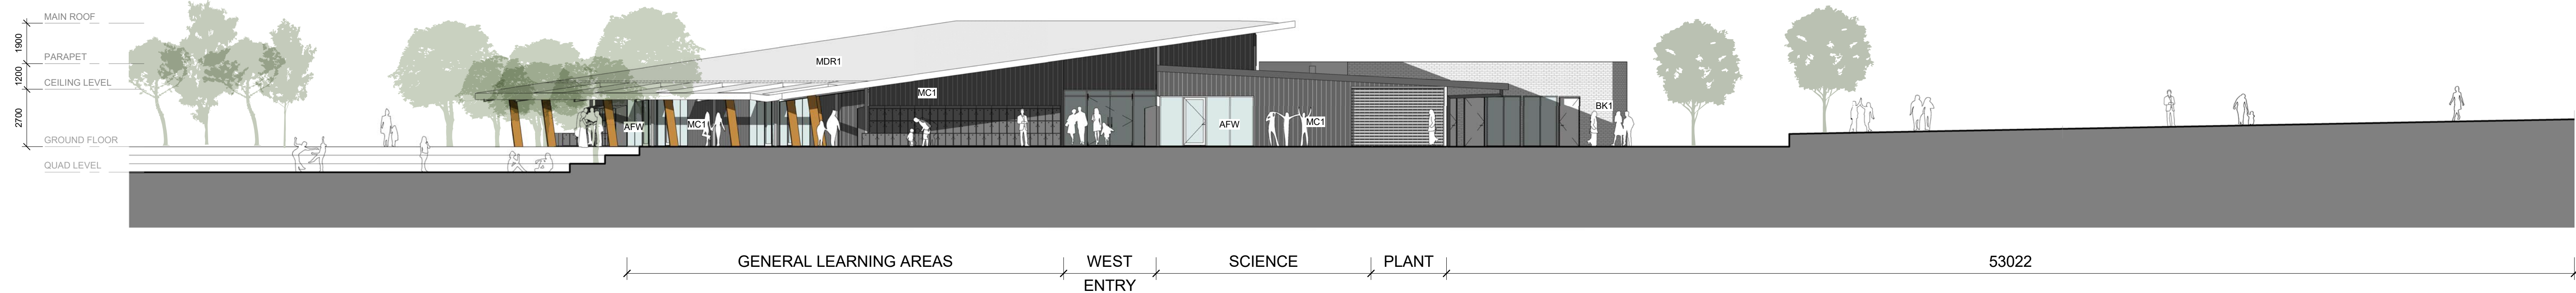 MAIN ROOF
1900
PARAPET
1200
CEILING LEVEL
2700
GROUND FLOOR
QUAD LEVEL
MDR1
MC1
AFW
MC1
AFW
MC1
BK1
GENERAL LEARNING AREAS
WEST
ENTRY
SCIENCE
PLANT
53022